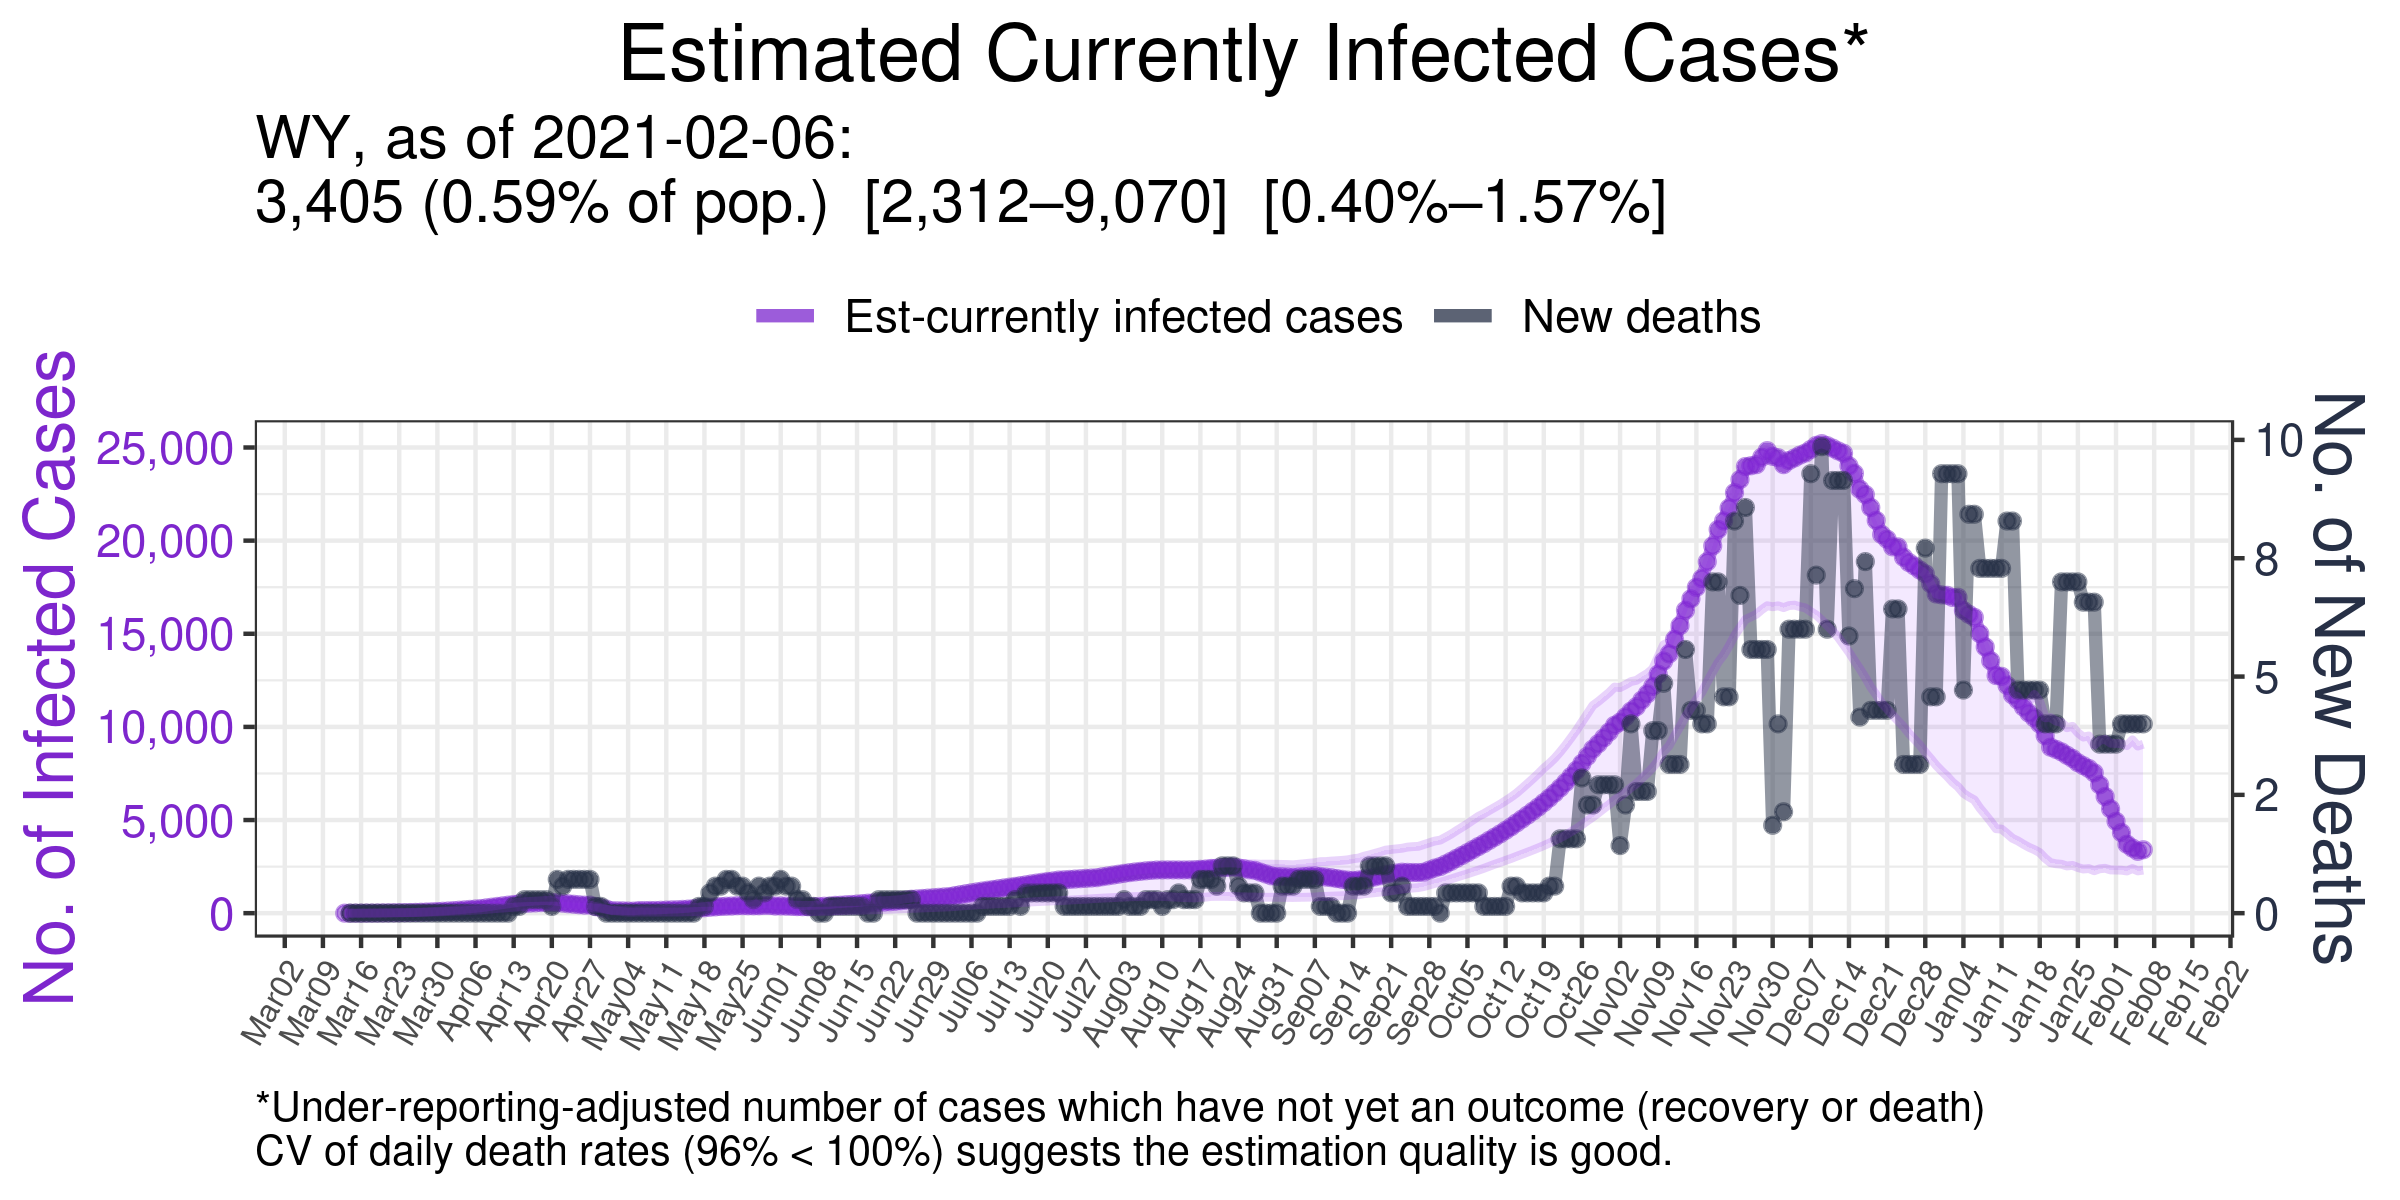 Estimated Currently Infected Cases*
WY, as of 2021-02-06:
3,405 (0.59% of pop.)  [2,312–9,070]  [0.40%–1.57%]
Est-currently infected cases
New deaths
No. of Infected Cases
25,000
20,000
15,000
10,000
5,000
0
10
8
5
2
0
No. of New Deaths
Mar02
Mar09
Mar16
Mar23
Mar30
Apr06
Apr13
Apr20
Apr27
May04
May11
May18
May25
Jun01
Jun08
Jun15
Jun22
Jun29
Jul06
Jul13
Jul20
Jul27
Aug03
Aug10
Aug17
Aug24
Aug31
Sep07
Sep14
Sep21
Sep28
Oct05
Oct12
Oct19
Oct26
Nov02
Nov09
Nov16
Nov23
Nov30
Dec07
Dec14
Dec21
Dec28
Jan04
Jan11
Jan18
Jan25
Feb01
Feb08
Feb15
Feb22
*Under-reporting-adjusted number of cases which have not yet an outcome (recovery or death)
CV of daily death rates (96% < 100%) suggests the estimation quality is good.